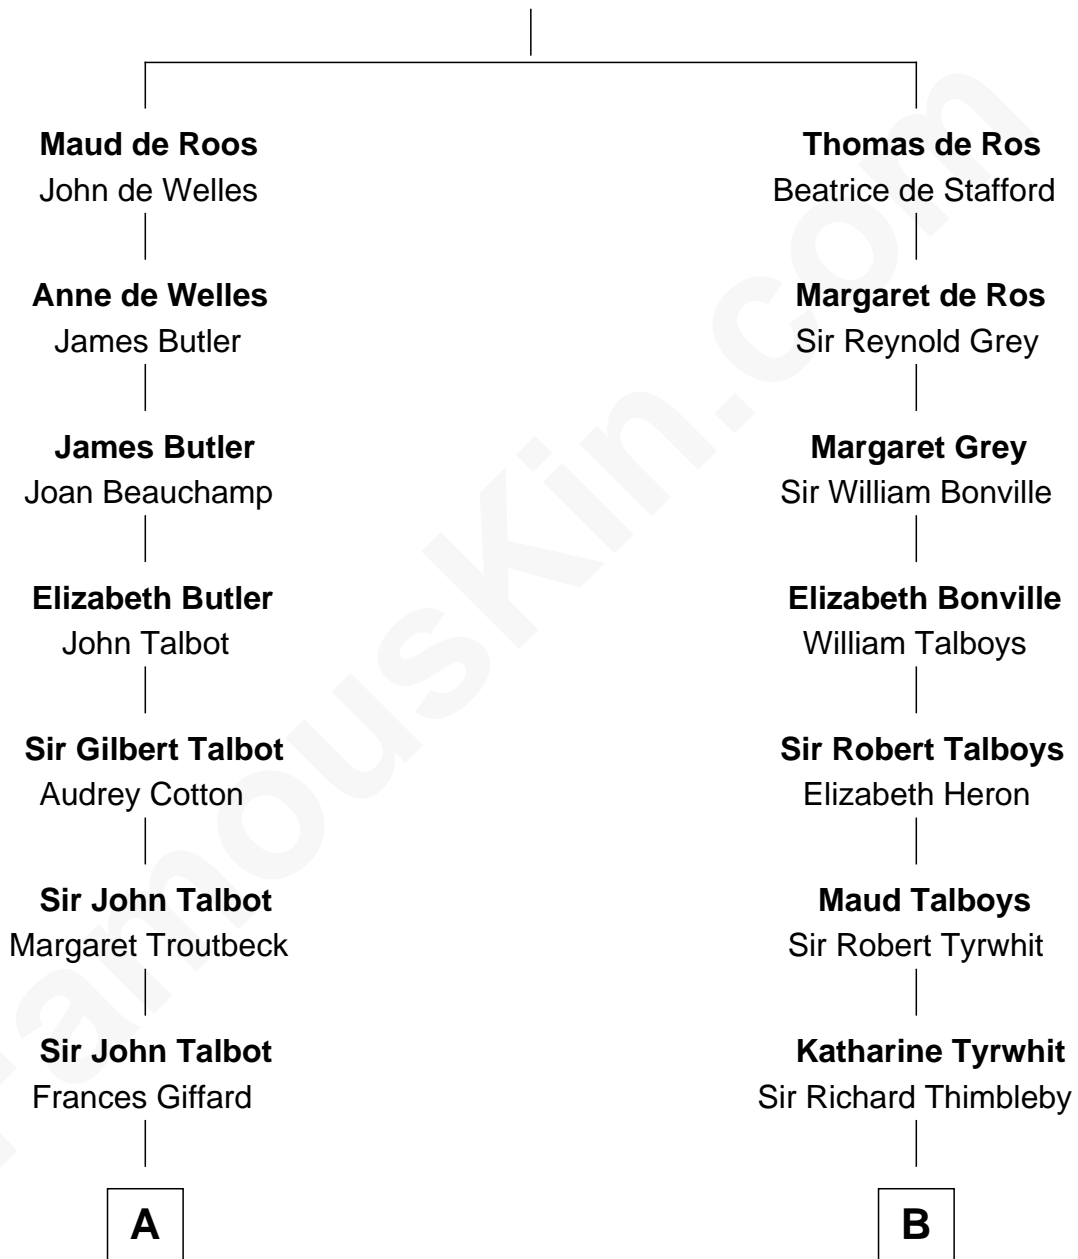 Maud de Roos
John de Welles
Anne de Welles
James Butler
James Butler
Joan Beauchamp
Elizabeth Butler
John Talbot
Sir Gilbert Talbot
Audrey Cotton
Sir John Talbot
Margaret Troutbeck
Sir John Talbot
Frances Giffard
A
Thomas de Ros
Beatrice de Stafford
Margaret de Ros
Sir Reynold Grey
Margaret Grey
Sir William Bonville
Elizabeth Bonville
William Talboys
Sir Robert Talboys
Elizabeth Heron
Maud Talboys
Sir Robert Tyrwhit
Katharine Tyrwhit
Sir Richard Thimbleby
B
FamousKin.com